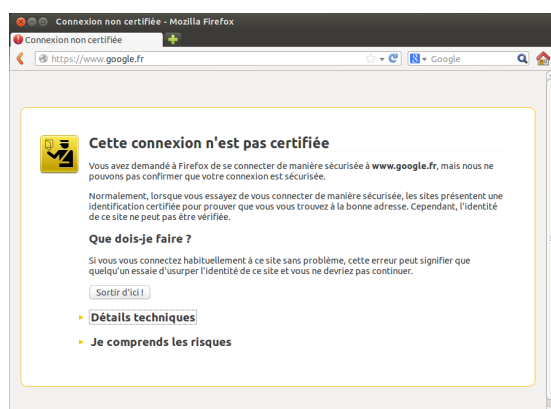 Connexion non certifiée - Mozilla Firefox
Connexion non certifiée
https://www.google.fr
Google
Cette connexion n'est pas certifiée
Vous avez demandé à Firefox de se connecter de manière sécurisée à www.google.fr, mais nous ne
pouvons pas confirmer que votre connexion est sécurisée.
Normalement, lorsque vous essayez de vous connecter de manière sécurisée, les sites présentent une
identification certifiée pour prouver que vous vous trouvez à la bonne adresse. Cependant, l'identité
de ce site ne peut pas être vérifiée.
Que dois-je faire ?
Si vous vous connectez habituellement à ce site sans problème, cette erreur peut signifier que
quelqu'un essaie d'usurper l'identité de ce site et vous ne devriez pas continuer.
Sortir d'ici !
Détails techniques
Je comprends les risques